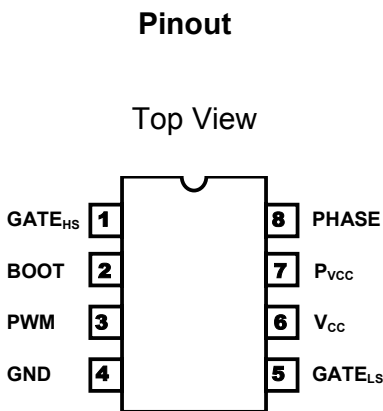 Pinout
Top View
GATEHS 1 8 PHASE
BOOT 2 7 PVCC
PWM 3 6 VCC
GND 4 5 GATELS